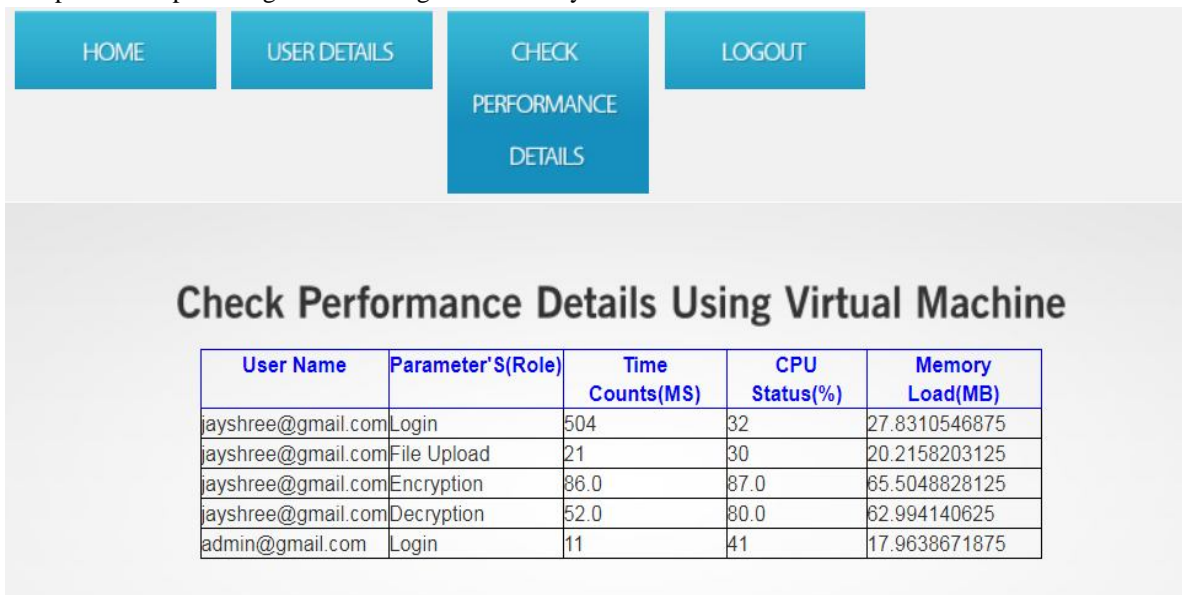 HOME USER DETAILS CHECK PERFORMANCE DETAILS LOGOUT
Check Performance Details Using Virtual Machine
User Name Parameter'S(Role) Time Counts(MS) CPU Status(%) Memory Load(MB)
jayshree@gmail.com Login 504 32 27.8310546875
jayshree@gmail.com File Upload 21 30 20.2158203125
jayshree@gmail.com Encryption 86.0 87.0 65.5048828125
jayshree@gmail.com Decryption 52.0 80.0 62.994140625
admin@gmail.com Login 11 41 17.9638671875